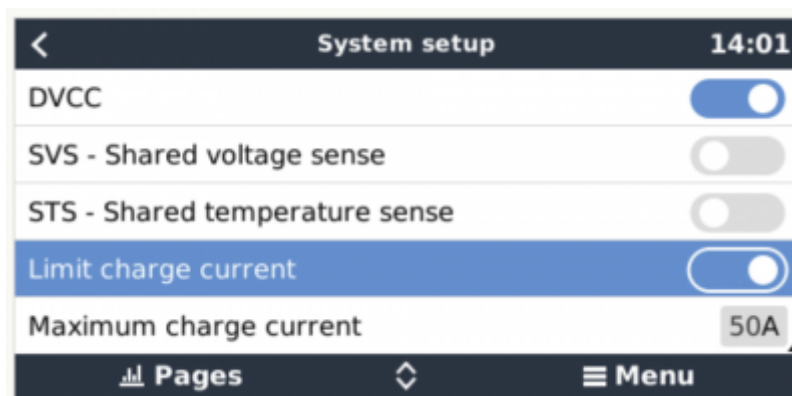 System setup 14:01
DVCC
SVS - Shared voltage sense
STS - Shared temperature sense
Limit charge current
Maximum charge current 50A
Pages Menu